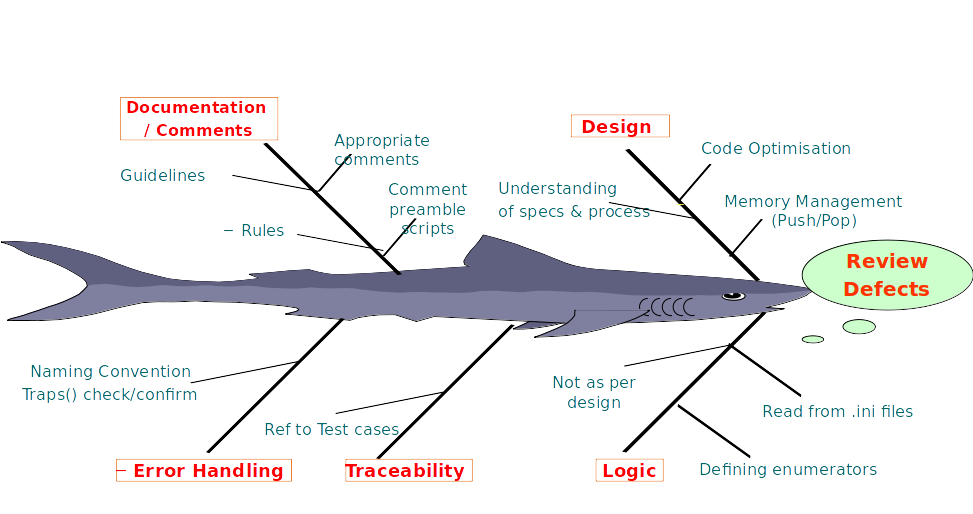 Documentation
/ Comments
Design
Appropriate
comments
Code Optimisation
Guidelines
Comment
preamble
scripts
Understanding
of specs & process
Memory Management
(Push/Pop)
– Rules
Review
Defects
Naming Convention
Traps() check/confirm
Not as per
design
Read from .ini files
Ref to Test cases
– Error Handling
Traceability
Logic
Defining enumerators